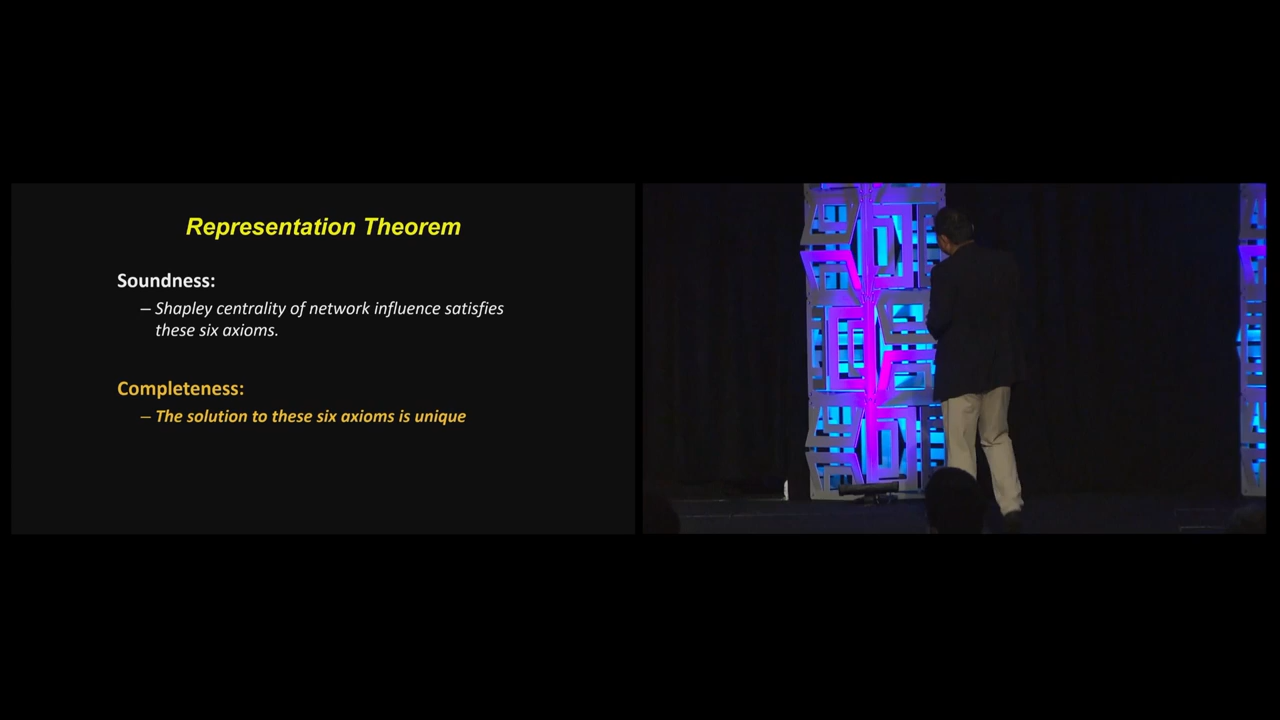 Representation Theorem
Soundness:
– Shapley centrality of network influence satisfies
these six axioms.
Completeness:
– The solution to these six axioms is unique